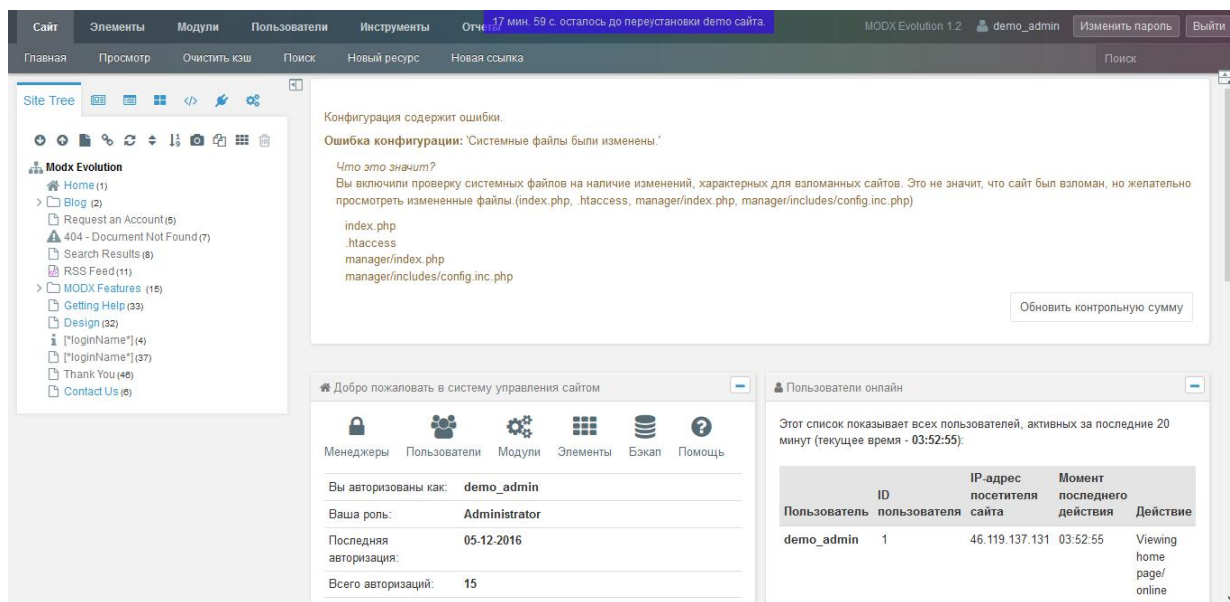 Сайт Элементы Модули Пользователи Инструменты
17 мин. 59 с. осталось до переустановки demo сайта.
MODX Evolution 1.2 demo_admin Изменить пароль Выйти
Главная Просмотр Очистить кэш Поиск Новый ресурс Новая ссылка Поиск
Site Tree
Modx Evolution
Home (1)
Blog (2)
Request an Account (5)
404 - Document Not Found (7)
Search Results (8)
RSS Feed (11)
MODX Features (15)
Getting Help (33)
Design (32)
[*loginName*] (4)
[*loginName*] (37)
Thank You (46)
Contact Us (6)
Конфигурация содержит ошибки.
Ошибка конфигурации: 'Системные файлы были изменены.'
Что это значит?
Вы включили проверку системных файлов на наличие изменений, характерных для взломанных сайтов. Это не значит, что сайт был взломан, но желательно
просмотреть измененные файлы.(index.php, .htaccess, manager/index.php, manager/includes/config.inc.php)
index.php
.htaccess
manager/index.php
manager/includes/config.inc.php
Обновить контрольную сумму
Добро пожаловать в систему управления сайтом
Менеджеры Пользователи Модули Элементы Бэкап Помощь
Вы авторизованы как: demo_admin
Ваша роль: Administrator
Последняя
авторизация: 05-12-2016
Всего авторизаций: 15
Пользователи онлайн
Этот список показывает всех пользователей, активных за последние 20
минут (текущее время - 03:52:55):
Пользователь ID пользователя IP-адрес посетителя сайта Момент последнего действия Действие
demo_admin 1 46.119.137.131 03:52:55 Viewing
home
page/
online